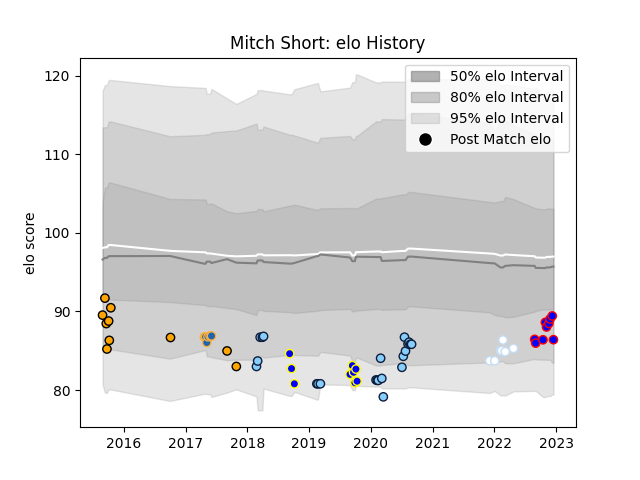 Mitch Short: elo History
50% elo Interval
80% elo Interval
95% elo Interval
Post Match elo
elo score
120
110
100
90
80
2016 2017 2018 2019 2020 2021 2022 2023